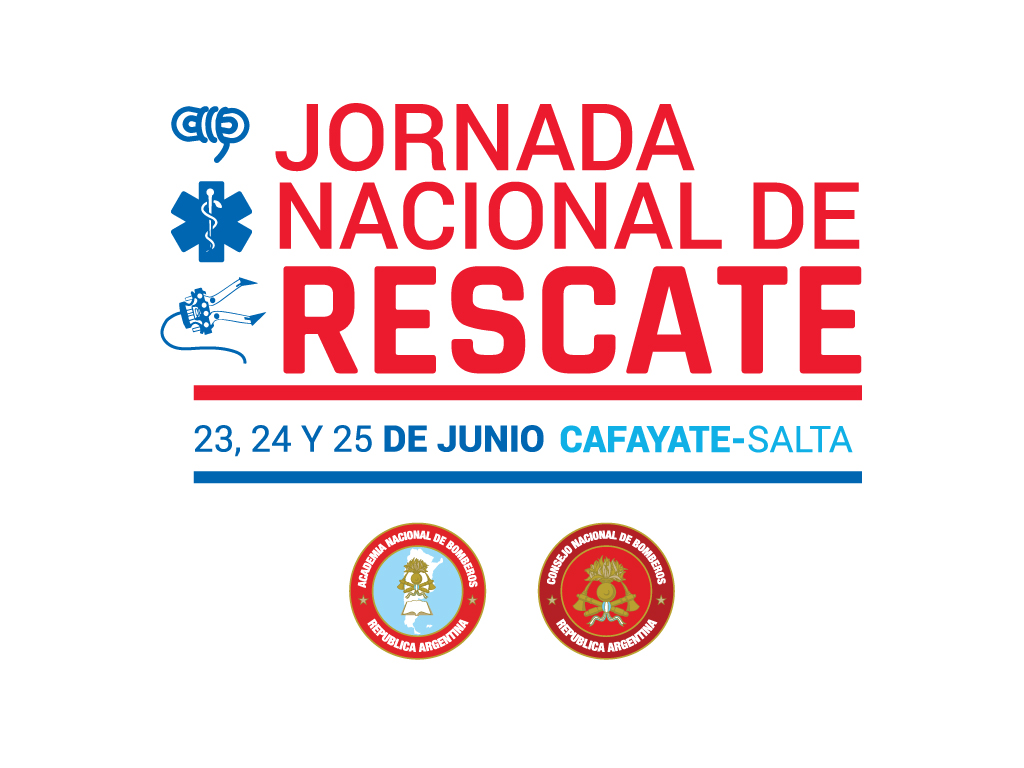 JORNADA
NACIONAL DE
RESCATE
23, 24 Y 25 DE JUNIO CAFAYATE-SALTA
ACADEMIA NACIONAL DE BOMBEROS
REPUBLICA ARGENTINA
CONSEJO NACIONAL DE BOMBEROS
REPUBLICA ARGENTINA